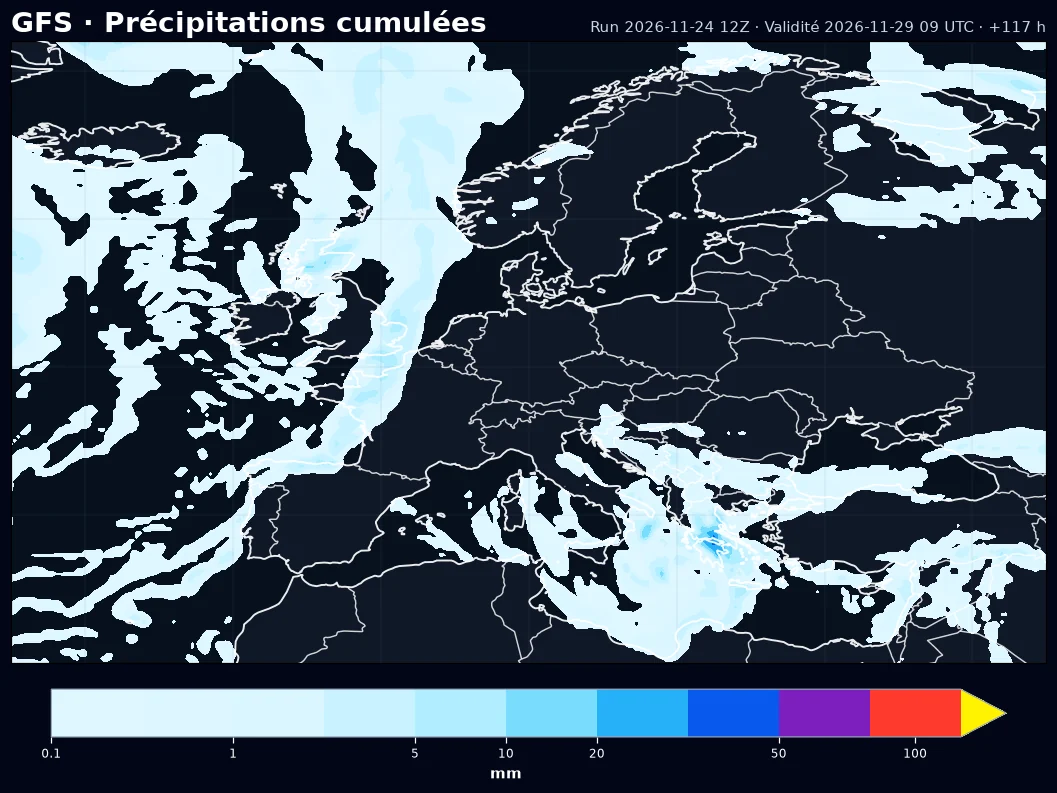 GFS · Précipitations cumulées
Run 2026-11-24 12Z · Validité 2026-11-29 09 UTC · +117 h
0.1 1 5 10 20 50 100
mm